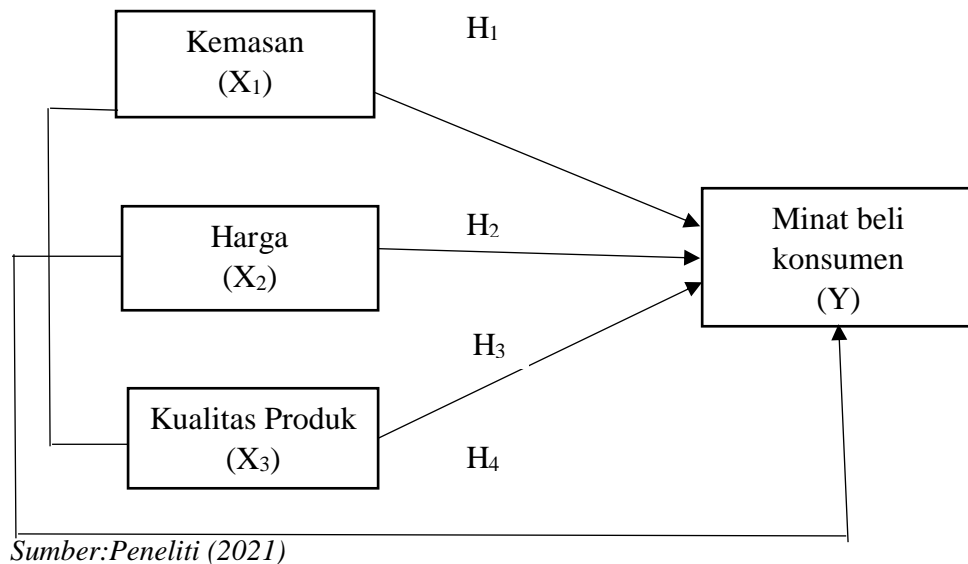 H₁
Kemasan
(X₁)
Harga
(X₂)
H₂
Minat beli
konsumen
(Y)
H₃
Kualitas Produk
(X₃)
H₄
Sumber:Peneliti (2021)